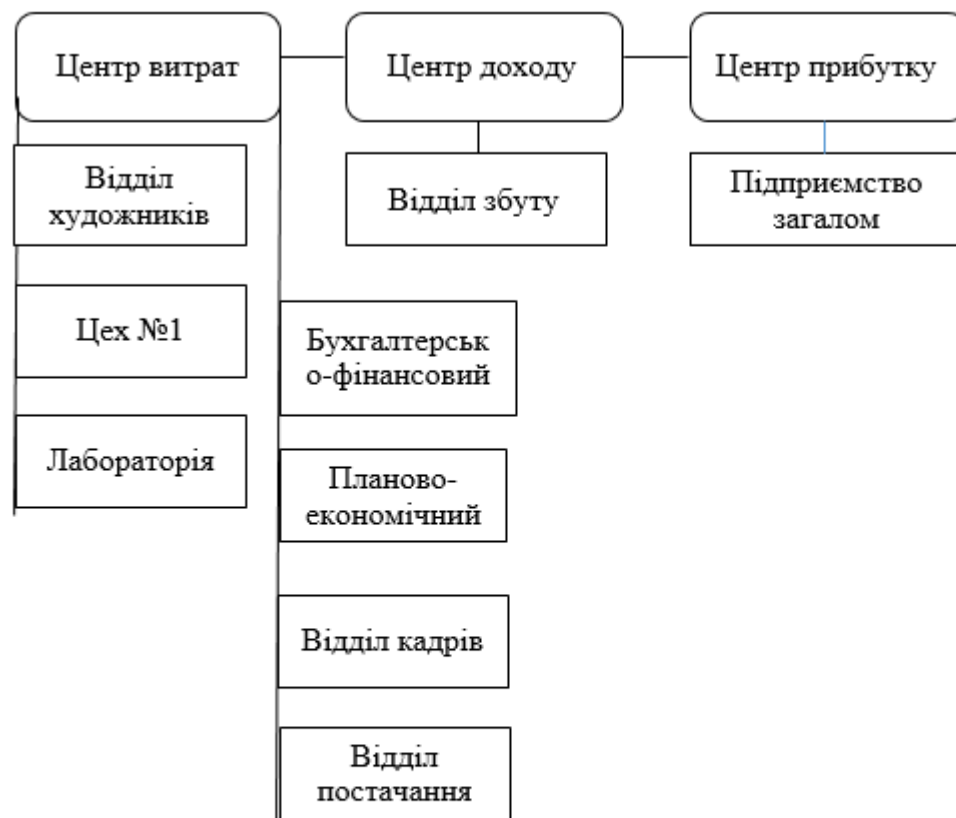 Центр витрат
Центр доходу
Центр прибутку
Відділ
художників
Відділ збуту
Підприємство
загалом
Цех №1
Бухгалтерськ
о-фінансовий
Лабораторія
Планово-
економічний
Відділ кадрів
Відділ
постачання